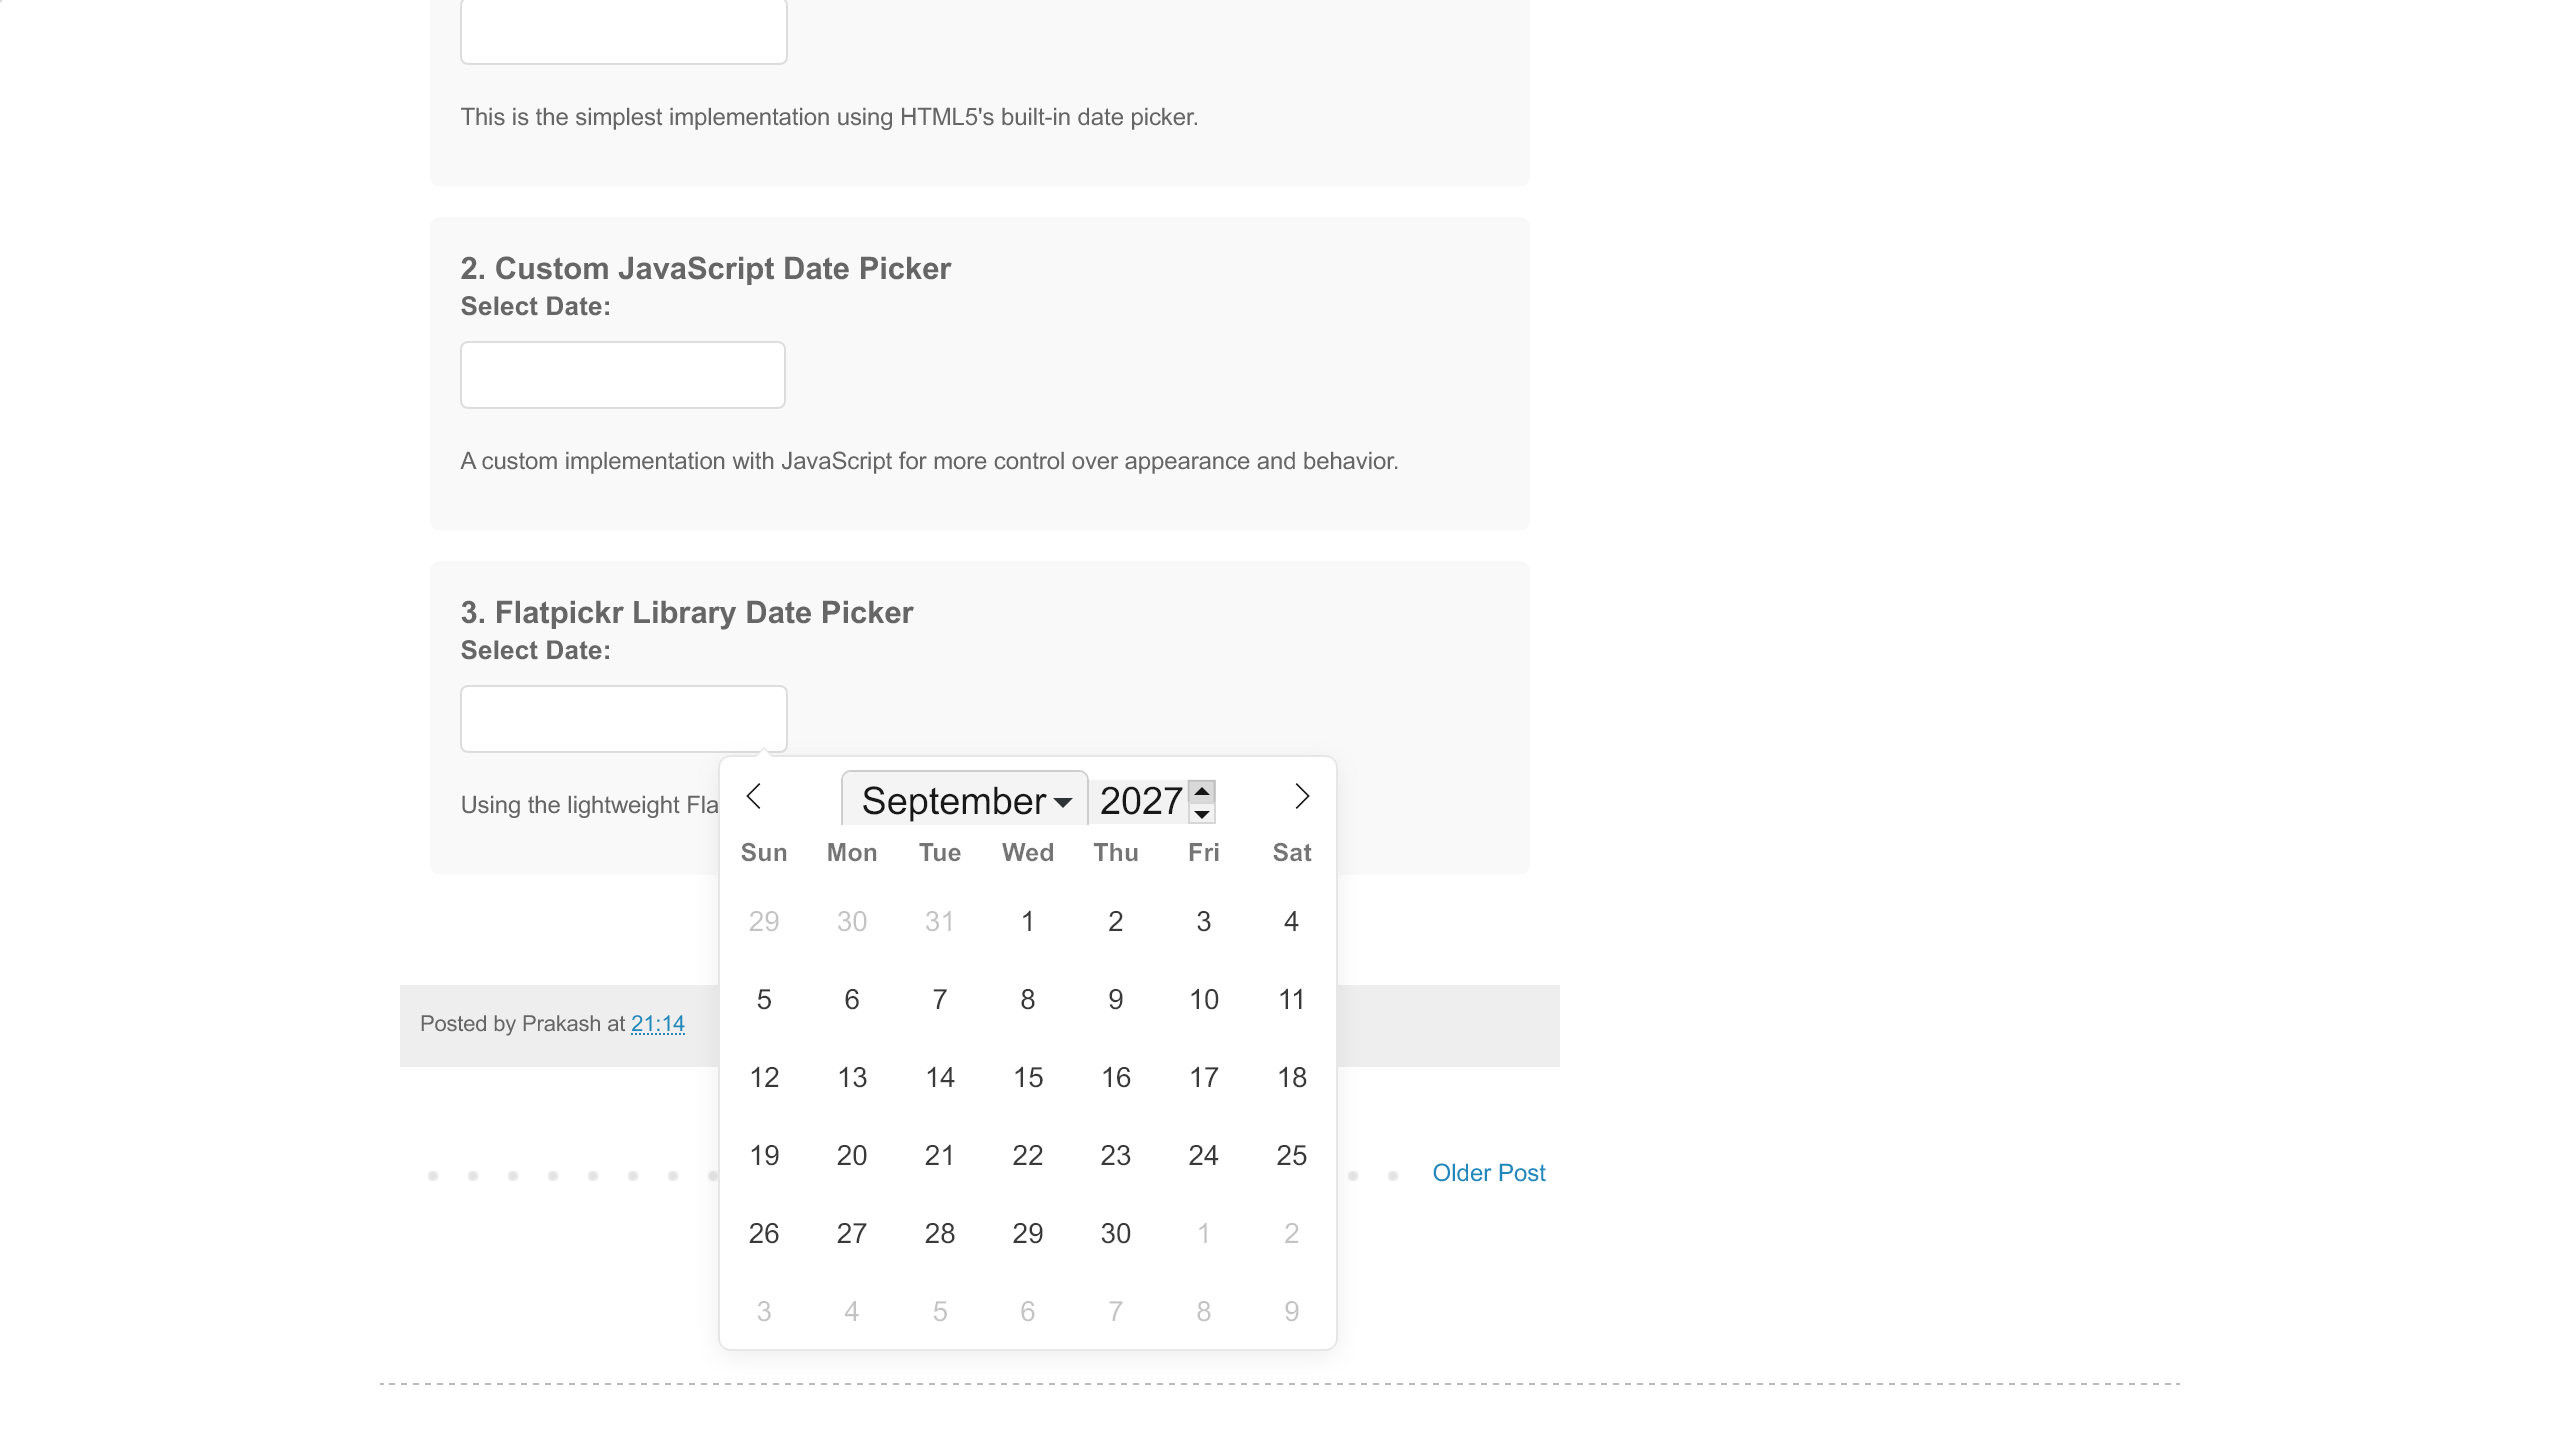 This is the simplest implementation using HTML5's built-in date picker.
2. Custom JavaScript Date Picker
Select Date:
A custom implementation with JavaScript for more control over appearance and behavior.
3. Flatpickr Library Date Picker
Select Date:
Using the lightweight Fla
September 2027
Sun Mon Tue Wed Thu Fri Sat
29 30 31 1 2 3 4
5 6 7 8 9 10 11
12 13 14 15 16 17 18
19 20 21 22 23 24 25
26 27 28 29 30 1 2
3 4 5 6 7 8 9
Posted by Prakash at 21:14
Older Post